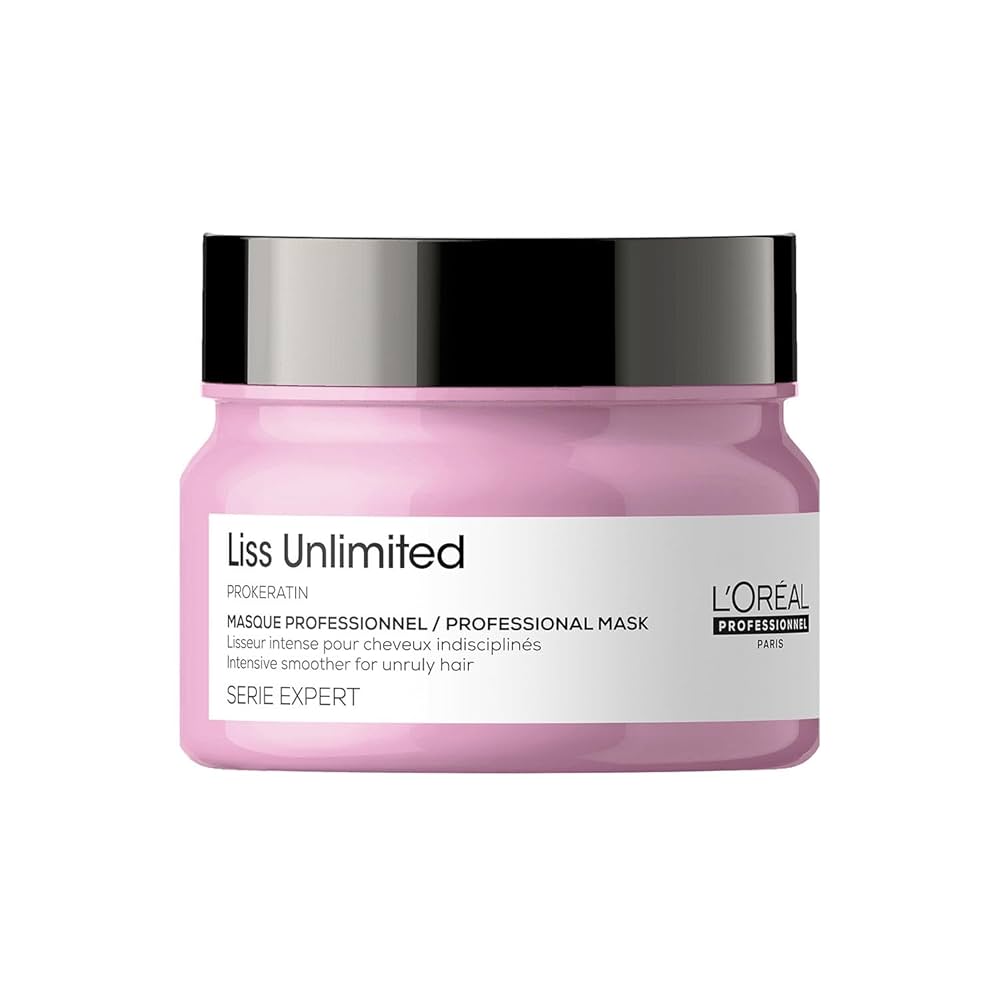 Liss Unlimited
PROKERATIN
MASQUE PROFESSIONNEL / PROFESSIONAL MASK
Lisseur intense pour cheveux indisciplinés
Intensive smoother for unruly hair
SERIE EXPERT
L'ORÉAL
PROFESSIONNEL
PARIS